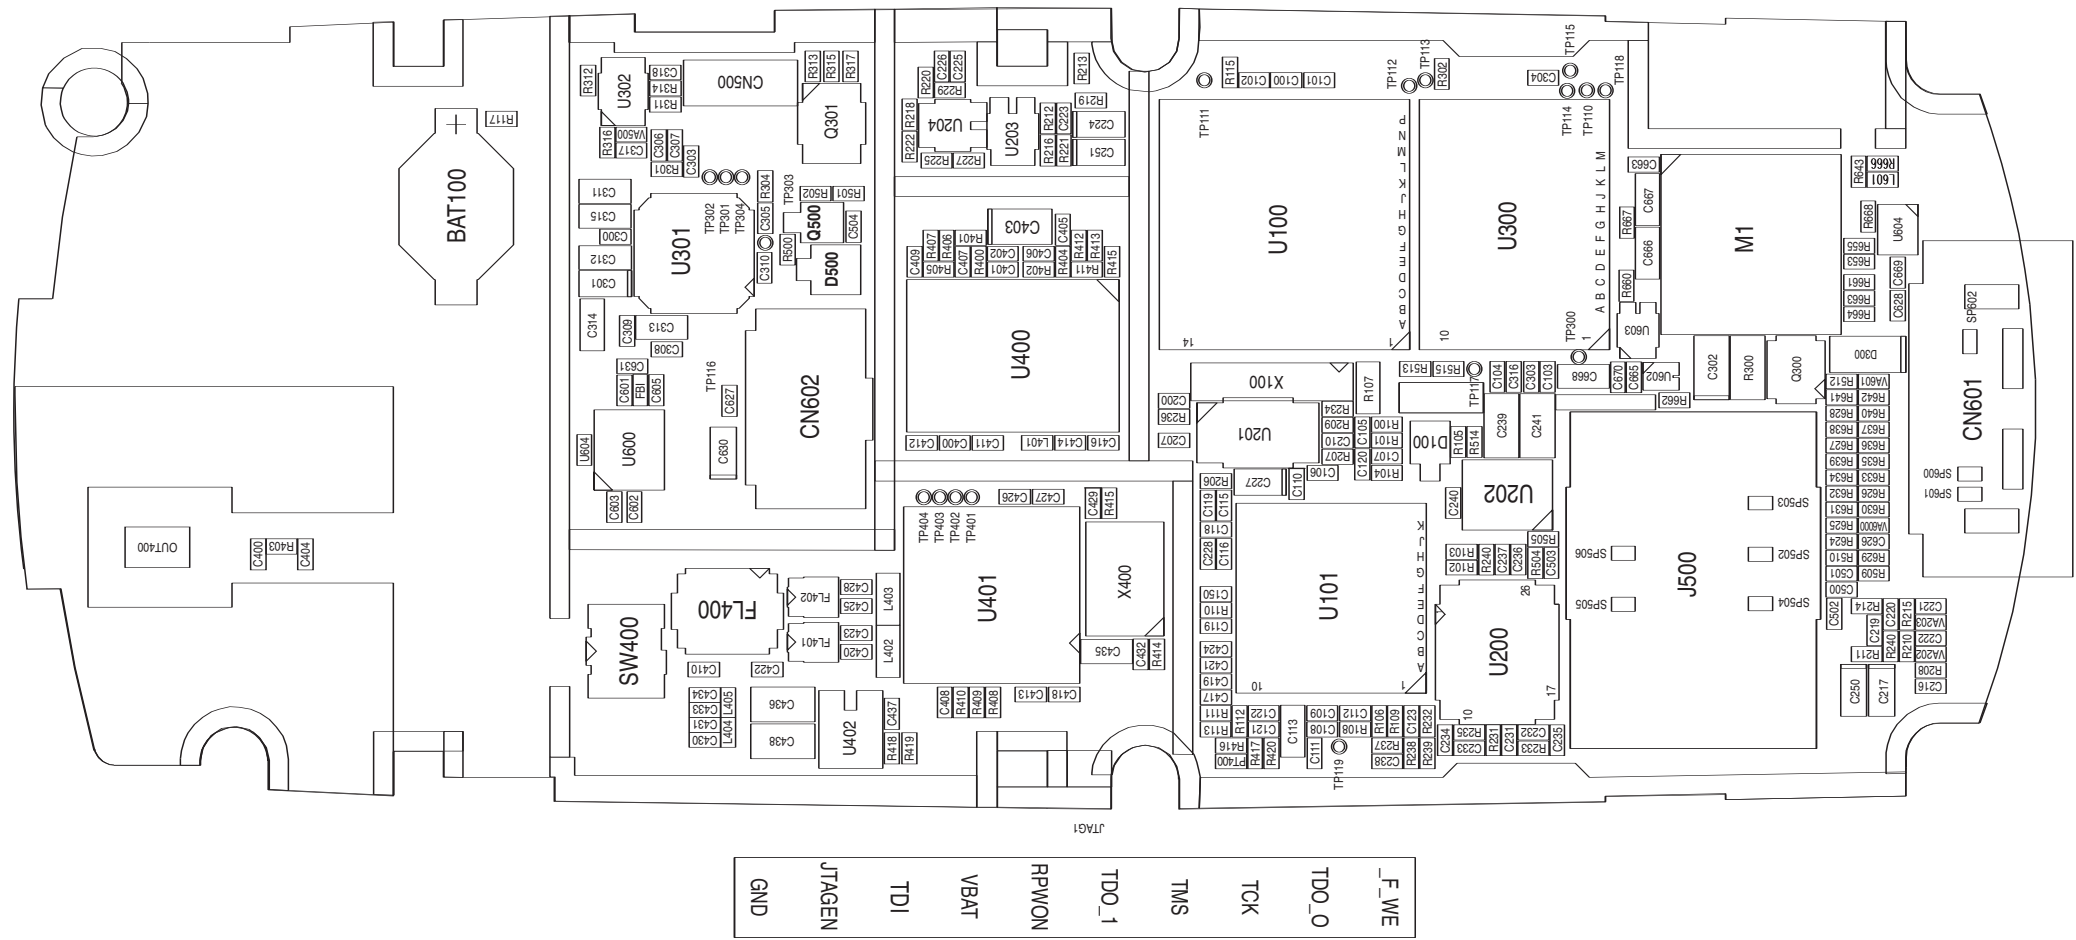 BAT100
R117
OUT400
C400
R403
C404
R312
U302
C318
R314
R311
CN500
R313
R315
R317
Q301
R316
VA500
C317
C306
C307
C303
R301
C311
C315
C300
C312
C301
U301
TP302
TP301
TP304
R304
C305
C310
TP303
R502
R501
Q500
C504
R500
D500
C314
C309
C313
C308
C631
C601
FBI
C605
TP116
C627
CN602
U604
U600
C630
C603
C602
SW400
FL400
FL402
FL401
C428
C425
C423
C420
L403
L402
C410
C422
C434
C433
C431
C430
L405
L404
C436
C438
U402
C437
R418
R419
R220
C226
C225
R229
R213
R219
R218
R222
U204
U203
R212
C223
R216
R221
C224
C251
R225
R227
C403
C405
R407
R406
R401
C409
R405
C407
R400
C402
C401
C406
R402
R404
R412
R413
R411
R415
U400
C412
C400
C411
L401
C414
C416
TP404
TP403
TP402
TP401
C426
C427
C429
R415
U401
X400
C435
C432
R414
C408
R410
R409
R408
C413
C418
R115
C102
C100
C101
TP112
TP113
R302
TP115
C304
TP118
TP114
TP110
TP111
U100
P
N
M
L
K
J
H
G
F
E
D
C
B
A
14
1
U300
M
L
K
J
H
G
F
E
D
C
B
A
10
1
TP300
C663
C667
R667
C666
R660
U603
M1
R643
R666
L601
R668
U604
R655
R653
R661
R663
R664
C669
C628
SP602
CN601
SP600
SP601
X100
R107
C200
R236
C207
U201
R234
R209
C210
R207
C105
C120
R100
R101
C107
R104
C106
C110
C227
R206
R513
R515
TP117
C104
C316
C303
C103
C668
C670
C665
U602
R662
C302
R300
Q300
D300
D100
R105
R514
C239
C241
U202
C240
C119
C115
C118
C228
C116
C150
R110
C119
C424
C421
C419
C417
R111
R113
U101
K
J
H
G
F
E
D
C
B
A
10
1
R103
R102
R240
C237
C236
R505
R504
C503
U200
26
17
10
J500
SP503
SP502
SP506
SP505
SP504
R512
VA601
R641
R642
R628
R640
R638
R637
R627
R636
R639
R635
R634
R633
R632
R626
R631
R630
R625
VA6000
R624
C626
R510
R629
C501
R509
C500
C502
R214
C220
R215
C221
C219
VA203
R240
R210
C222
VA202
R211
R208
C216
C250
C217
R112
C122
C121
C113
C109
C108
C112
R108
R106
R109
C123
R232
R416
PT400
R417
R420
C111
TP119
R237
C238
R238
R239
C234
R235
C233
R231
C231
C232
R233
C235
JTAG1
GND
JTAGEN
TDI
VBAT
RPWON
TDO_1
TMS
TCK
TDO_O
_F_WE